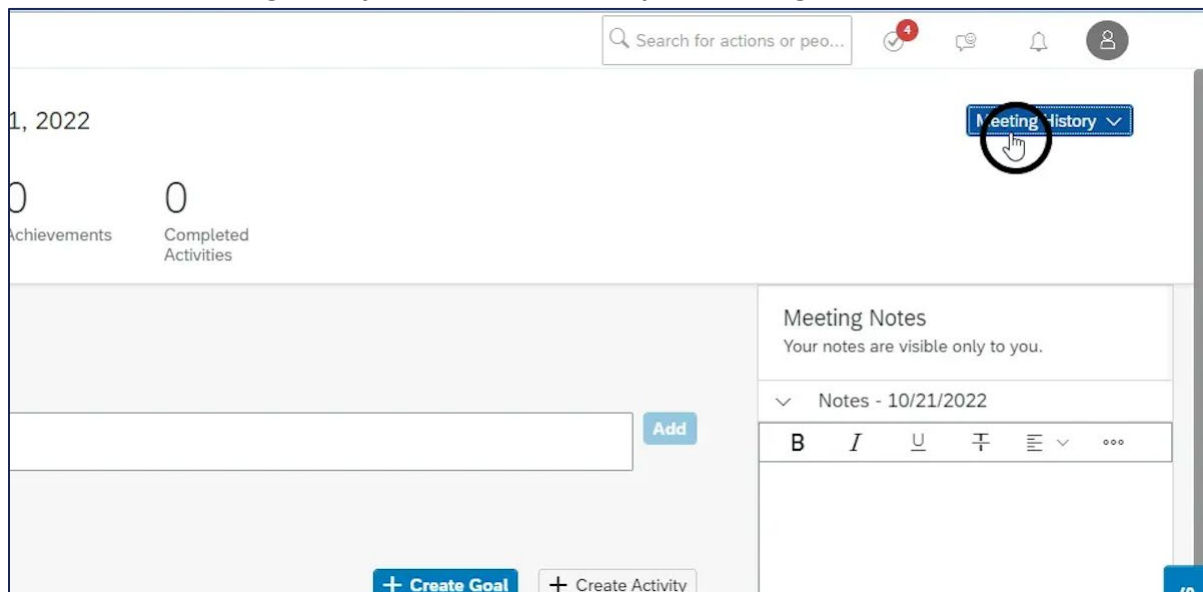 Search for actions or peo...
4
1, 2022
Meeting History
0
0
Achievements
Completed
Activities
Meeting Notes
Your notes are visible only to you.
Notes - 10/21/2022
Add
B I U T
+ Create Goal
+ Create Activity